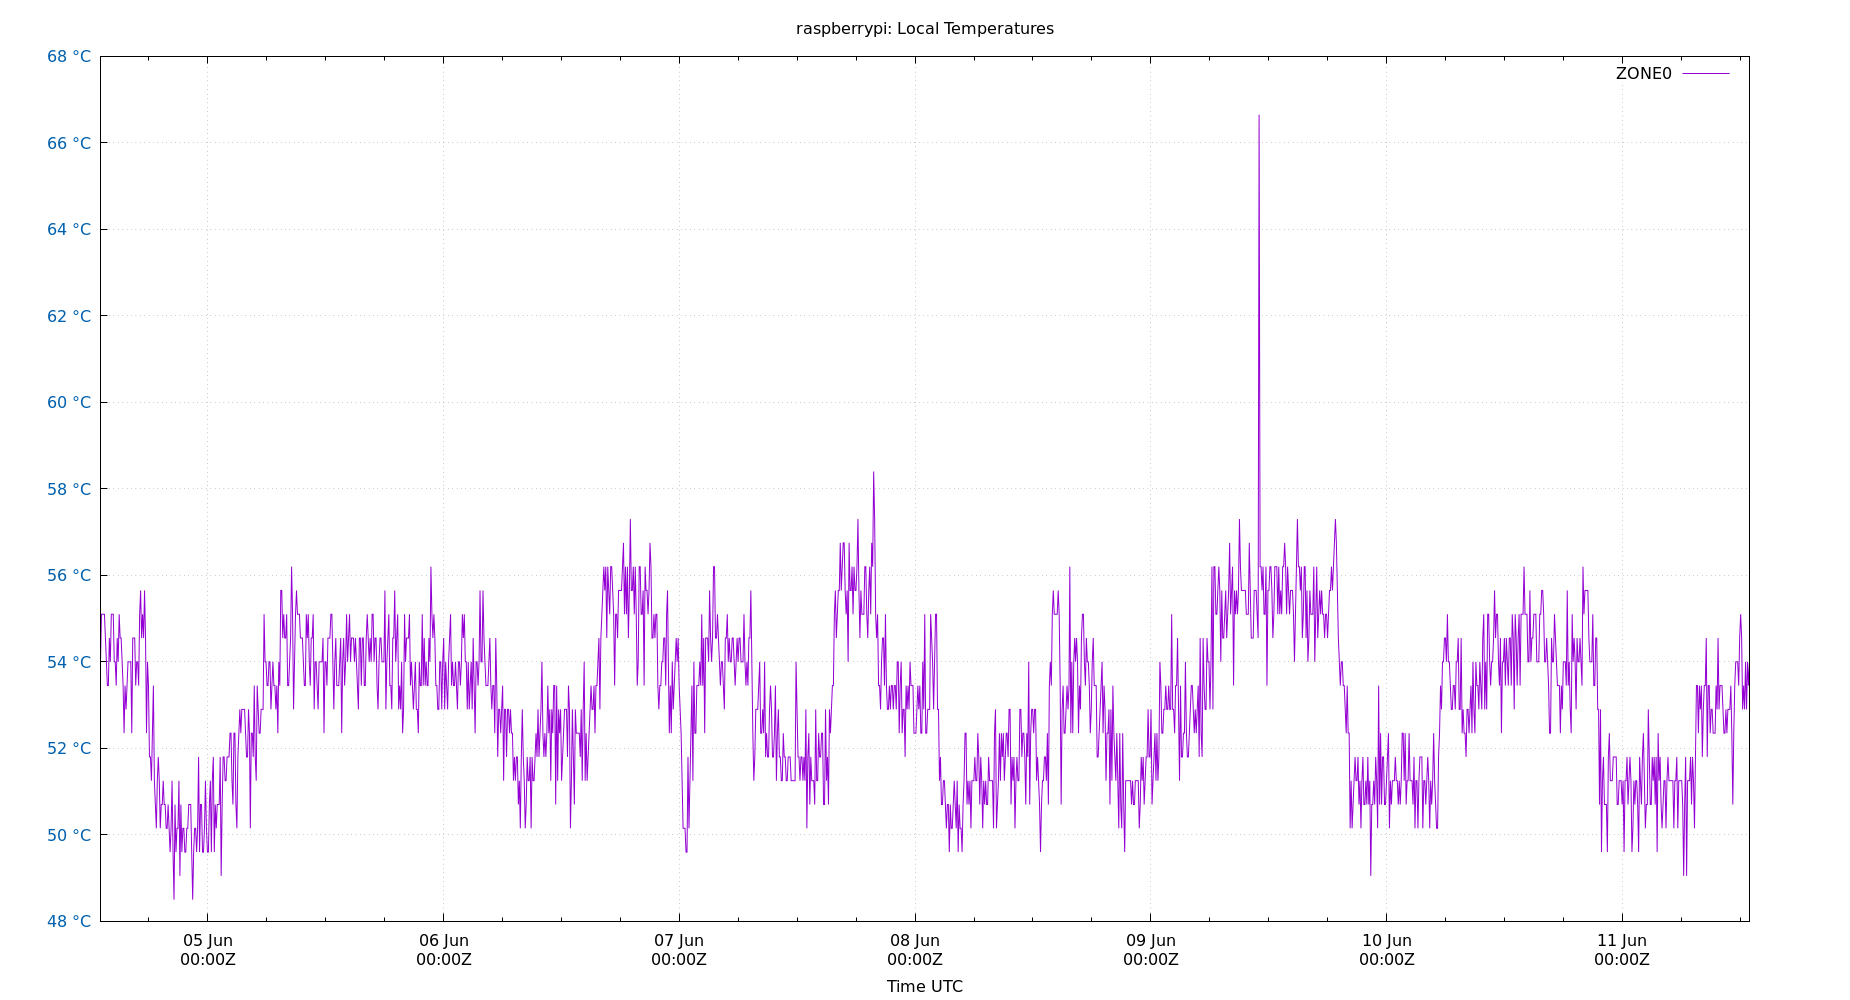 raspberrypi: Local Temperatures
68 °C
ZONE0
66 °C
64 °C
62 °C
60 °C
58 °C
56 °C
54 °C
52 °C
50 °C
48 °C
05 Jun 06 Jun 07 Jun 08 Jun 09 Jun 10 Jun 11 Jun
00:00Z 00:00Z 00:00Z 00:00Z 00:00Z 00:00Z 00:00Z
Time UTC